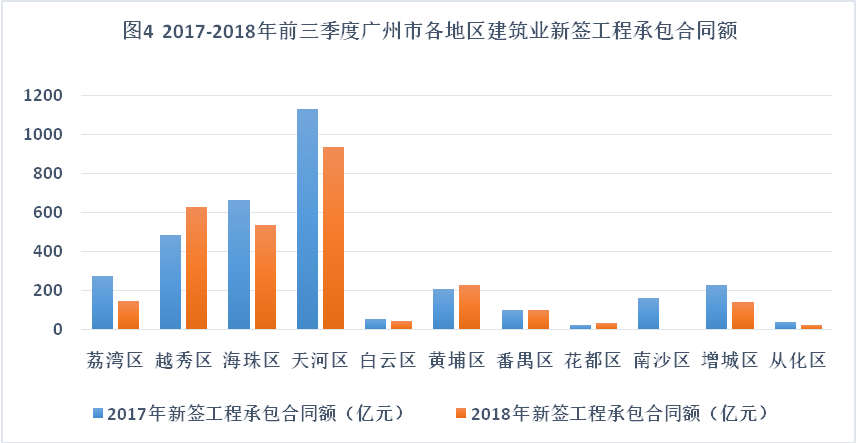 图4 2017-2018年前三季度广州市各地区建筑业新签工程承包合同额
1200
1000
800
600
400
200
0
荔湾区 越秀区 海珠区 天河区 白云区 黄埔区 番禺区 花都区 南沙区 增城区 从化区
2017年新签工程承包合同额（亿元） 2018年新签工程承包合同额（亿元）